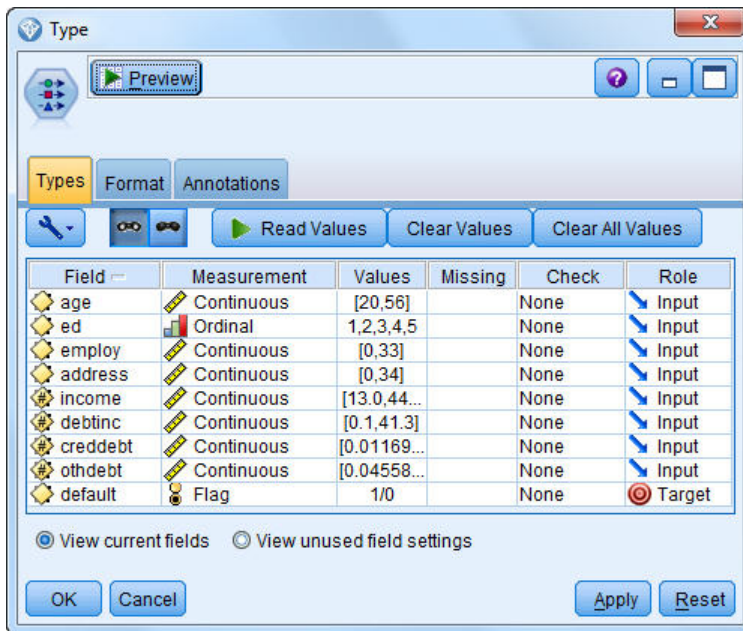 Type
Preview
Types Format Annotations
Read Values Clear Values Clear All Values
Field Measurement Values Missing Check Role
age Continuous [20,56] None Input
ed Ordinal 1,2,3,4,5 None Input
employ Continuous [0,33] None Input
address Continuous [0,34] None Input
income Continuous [13.0,44... None Input
debtinc Continuous [0.1,41.3] None Input
creddebt Continuous [0.01169... None Input
othdebt Continuous [0.04558... None Input
default Flag 1/0 None Target
View current fields View unused field settings
OK Cancel Apply Reset